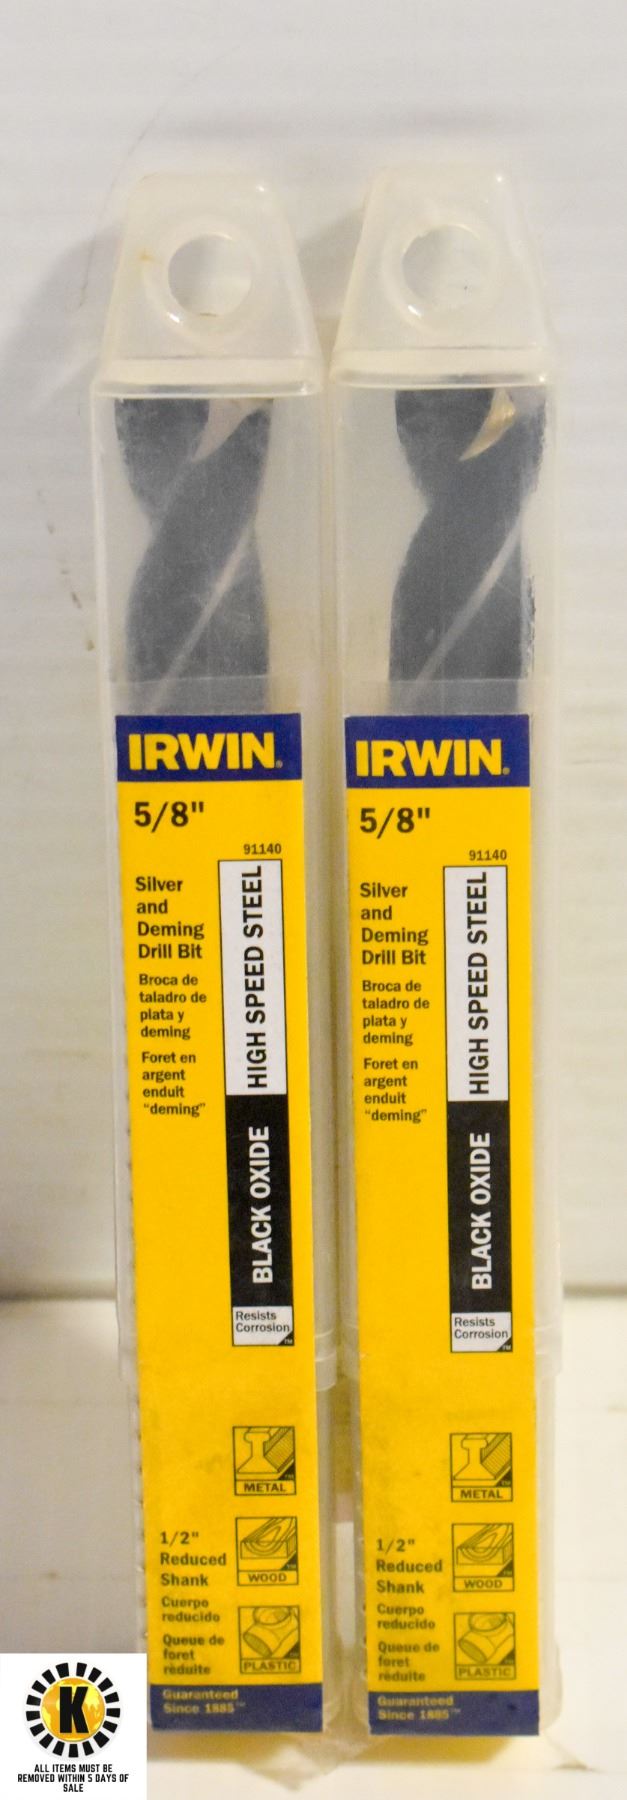 IRWIN®
5/8"
91140
Silver
and
Deming
Drill Bit
Broca de
taladro de
plata y
deming
Foret en
argent
enduit
"deming"
HIGH SPEED STEEL
BLACK OXIDE
Resists
Corrosion™
METAL
1/2"
Reduced
Shank
WOOD
Cuerpo
reducido
Queue de
foret
réduite
PLASTIC
Guaranteed
Since 1885™
IRWIN®
5/8"
91140
Silver
and
Deming
Drill Bit
Broca de
taladro de
plata y
deming
Foret en
argent
enduit
"deming"
HIGH SPEED STEEL
BLACK OXIDE
Resists
Corrosion™
METAL
1/2"
Reduced
Shank
WOOD
Cuerpo
reducido
Queue de
foret
réduite
PLASTIC
Guaranteed
Since 1885™
K
ALL ITEMS MUST BE
REMOVED WITHIN 5 DAYS OF
SALE